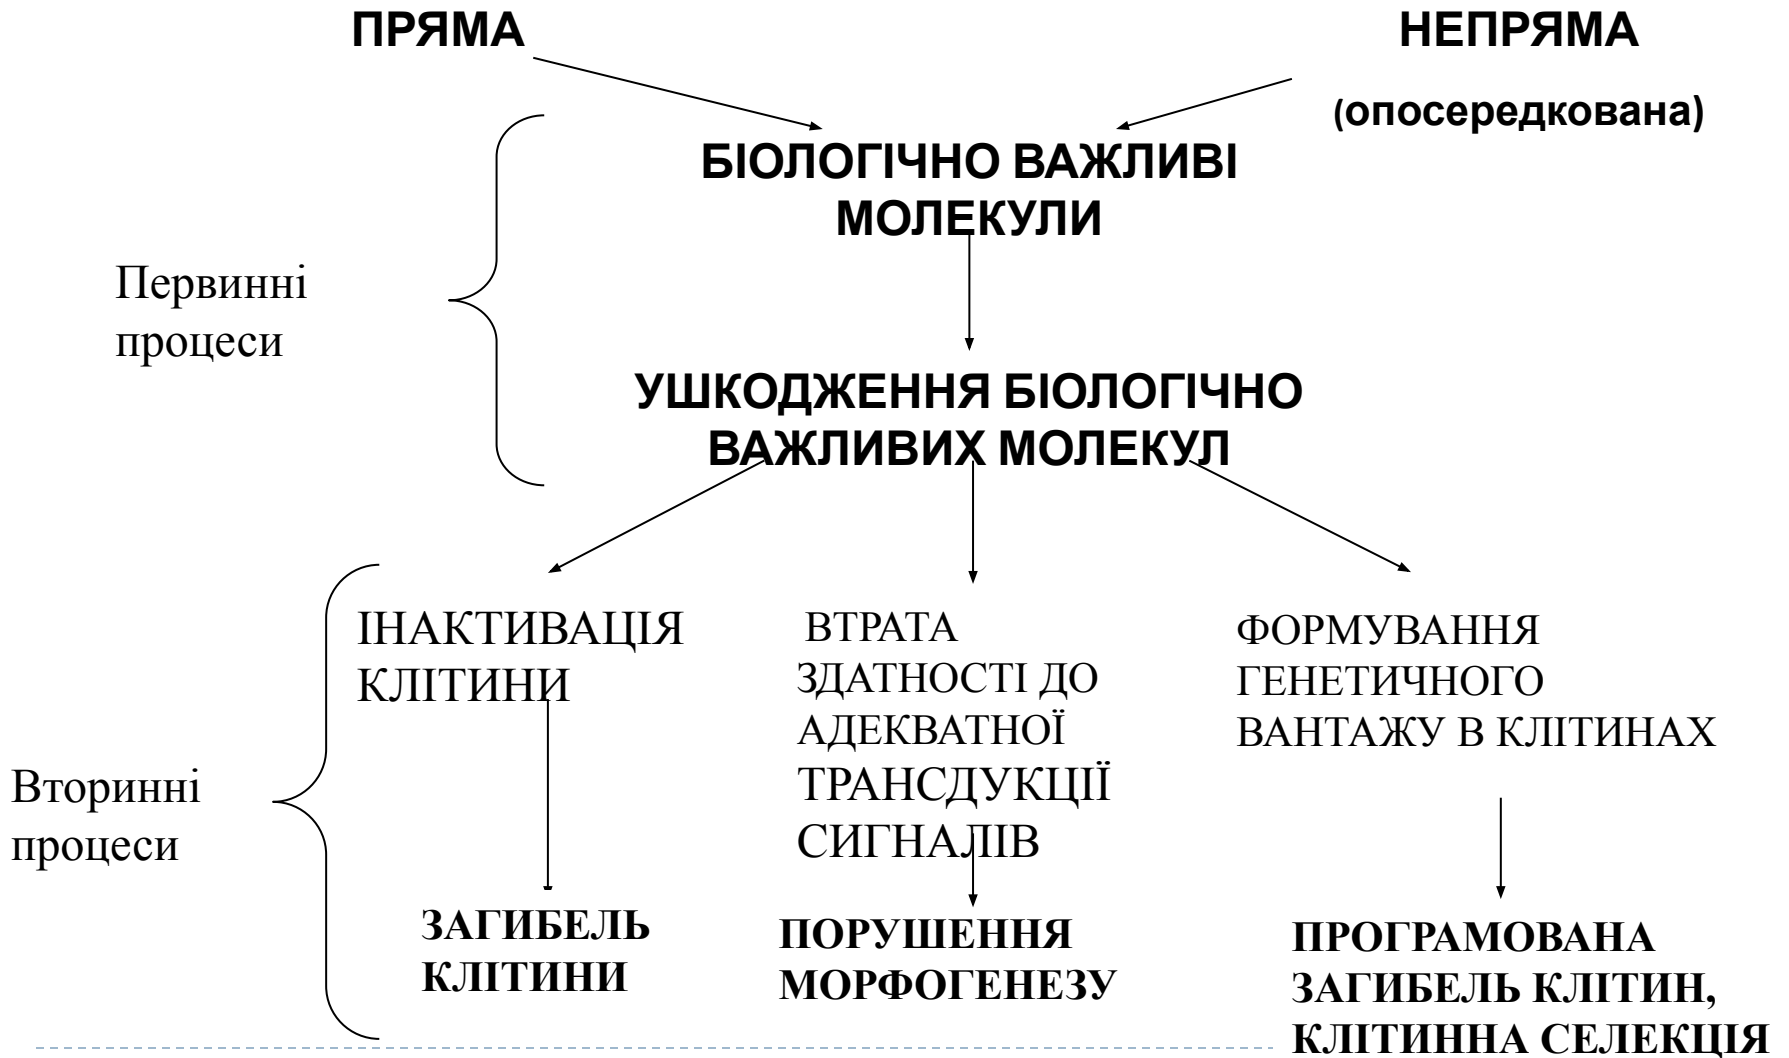 ПРЯМА
НЕПРЯМА
(опосередкована)
БІОЛОГІЧНО ВАЖЛИВІ
МОЛЕКУЛИ
Первинні
процеси
УШКОДЖЕННЯ БІОЛОГІЧНО
ВАЖЛИВИХ МОЛЕКУЛ
ІНАКТИВАЦІЯ
КЛІТИНИ
ВТРАТА
ЗДАТНОСТІ ДО
АДЕКВАТНОЇ
ТРАНСДУКЦІЇ
СИГНАЛІВ
ФОРМУВАННЯ
ГЕНЕТИЧНОГО
ВАНТАЖУ В КЛІТИНАХ
Вторинні
процеси
ЗАГИБЕЛЬ
КЛІТИНИ
ПОРУШЕННЯ
МОРФОГЕНЕЗУ
ПРОГРАМОВАНА
ЗАГИБЕЛЬ КЛІТИН,
КЛІТИННА СЕЛЕКЦІЯ